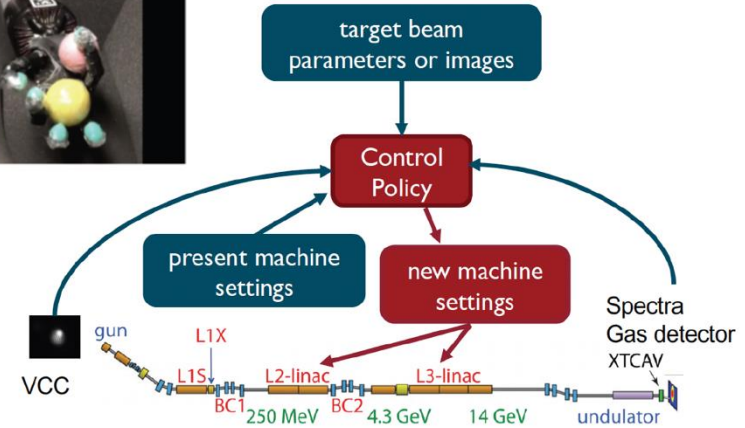 target beam
parameters or images
Control
Policy
present machine
settings
new machine
settings
Spectra
Gas detector
XTCAV
gun
L1X
VCC
L1S
BC1
L2-linac
250 MeV
BC2
L3-linac
4.3 GeV
14 GeV
undulator